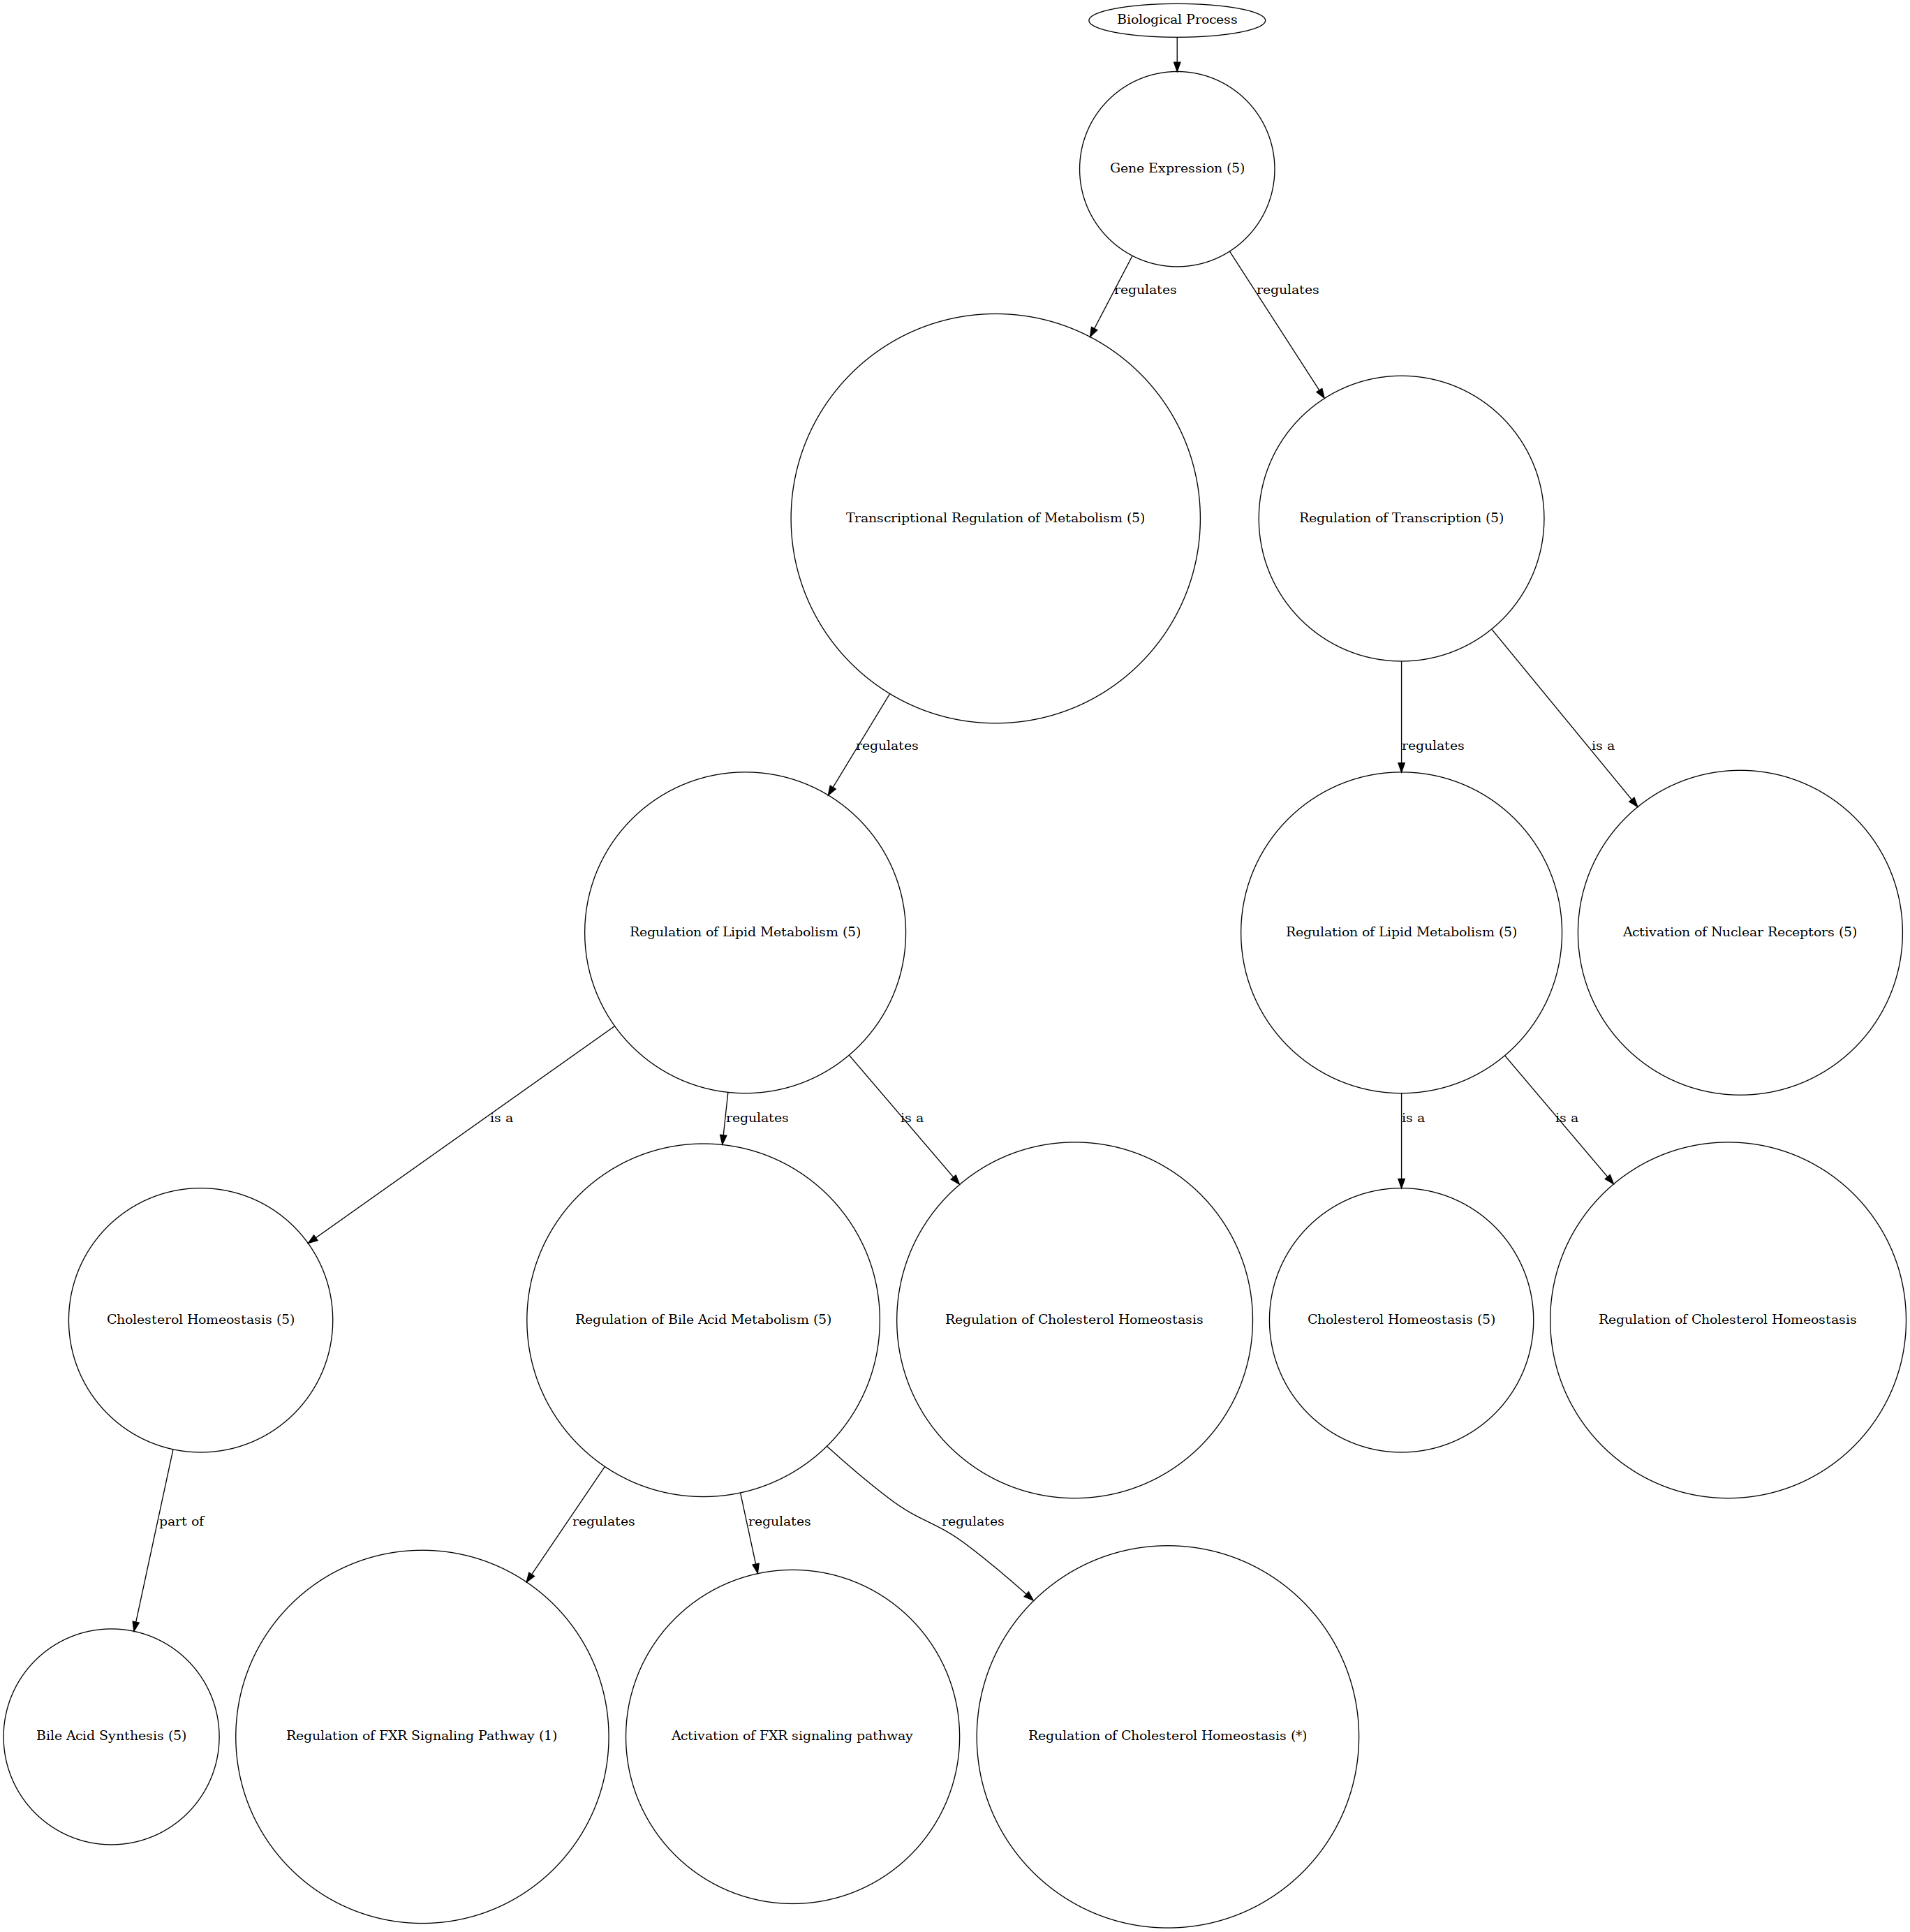 Biological Process
Gene Expression (5)
regulates
regulates
Transcriptional Regulation of Metabolism (5)
Regulation of Transcription (5)
regulates
regulates
is a
Regulation of Lipid Metabolism (5)
Regulation of Lipid Metabolism (5)
Activation of Nuclear Receptors (5)
is a
regulates
is a
is a
is a
Cholesterol Homeostasis (5)
Regulation of Bile Acid Metabolism (5)
Regulation of Cholesterol Homeostasis
Cholesterol Homeostasis (5)
Regulation of Cholesterol Homeostasis
part of
regulates
regulates
regulates
Bile Acid Synthesis (5)
Regulation of FXR Signaling Pathway (1)
Activation of FXR signaling pathway
Regulation of Cholesterol Homeostasis (*)